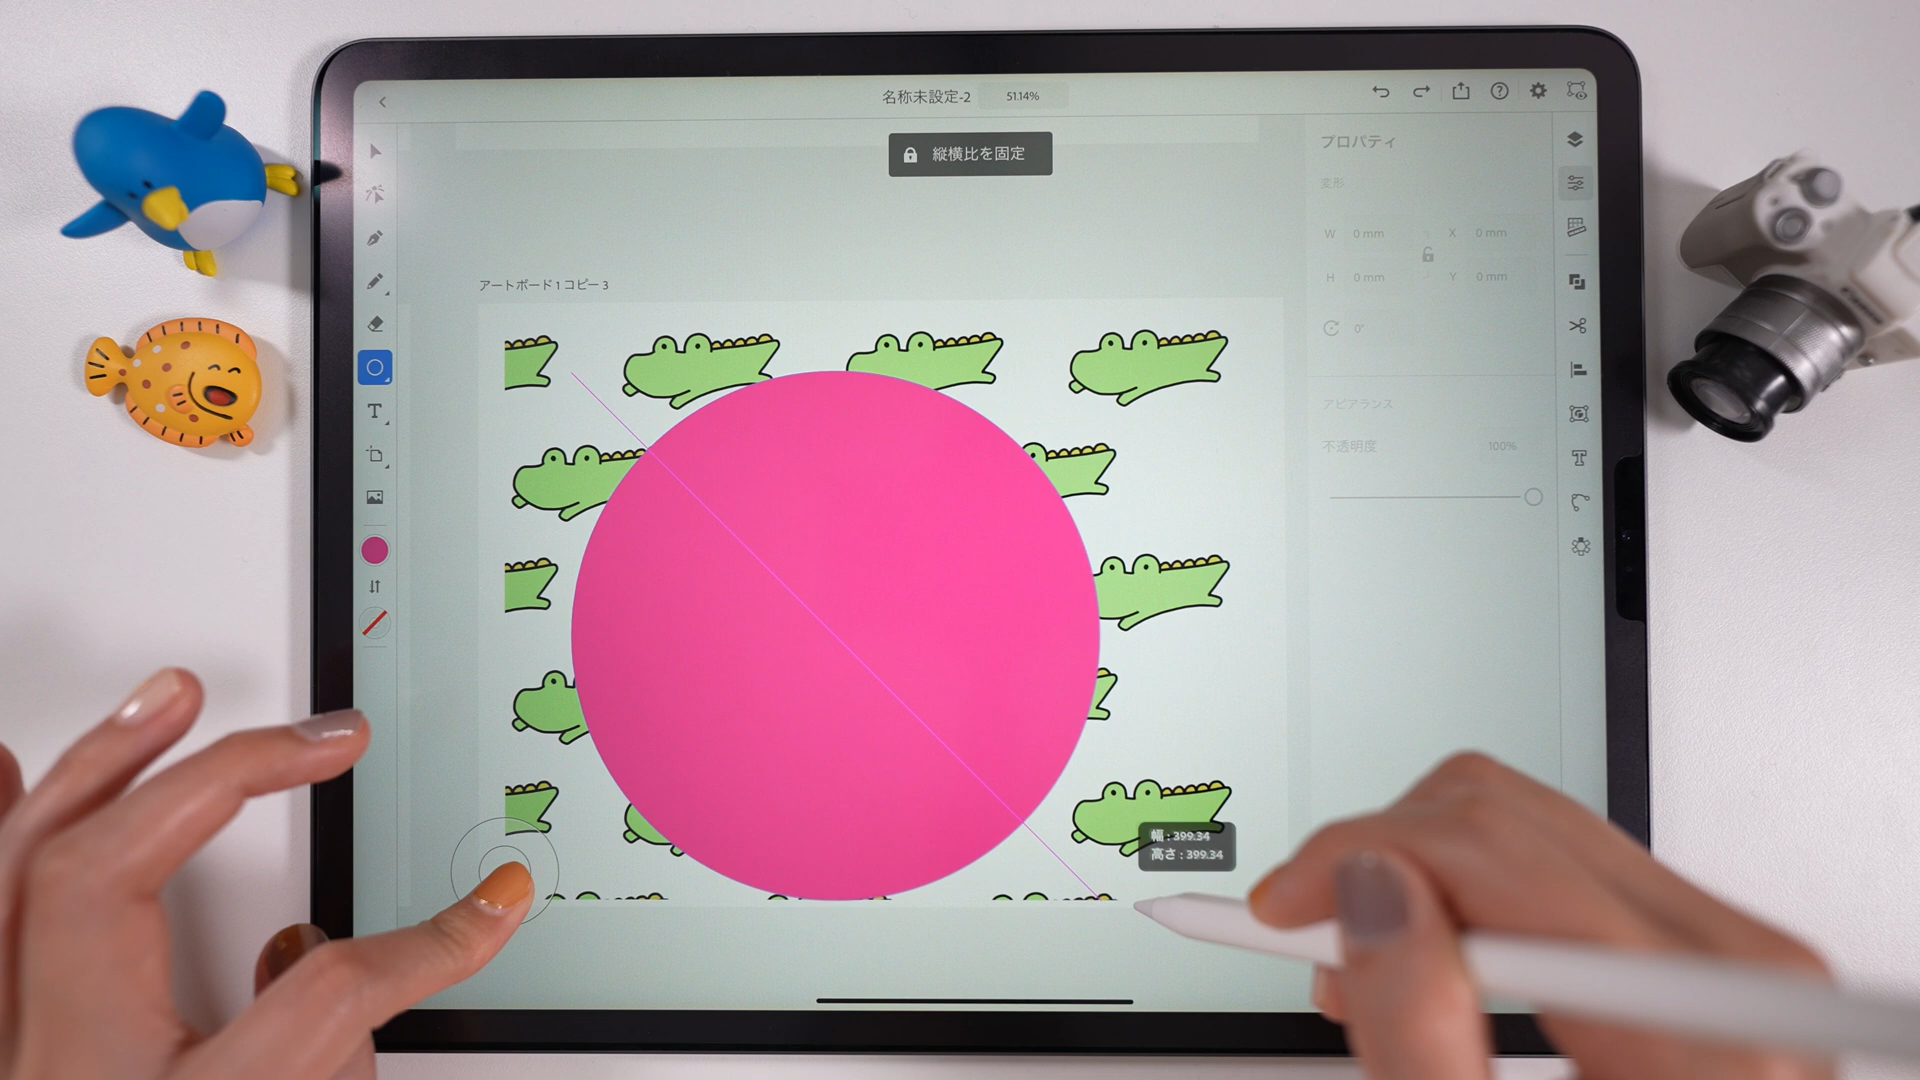 名称未設定-2
51.14%
縦横比を固定
プロパティ
変形
W 0 mm X 0 mm
H 0 mm Y 0 mm
0°
アピアランス
不透明度 100%
アートボード 1 コピー 3
T
幅 : 399.34
高さ : 399.34
Canon